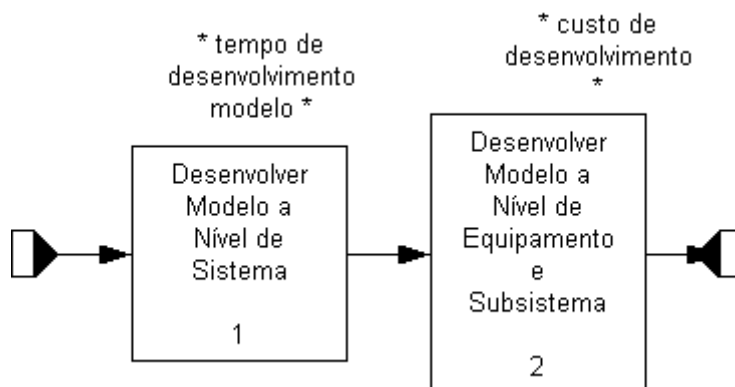 * tempo de
desenvolvimento
modelo *
* custo de
desenvolvimento
*
Desenvolver
Modelo a
Nível de
Sistema
1
Desenvolver
Modelo a
Nível de
Equipamento
e
Subsistema
2